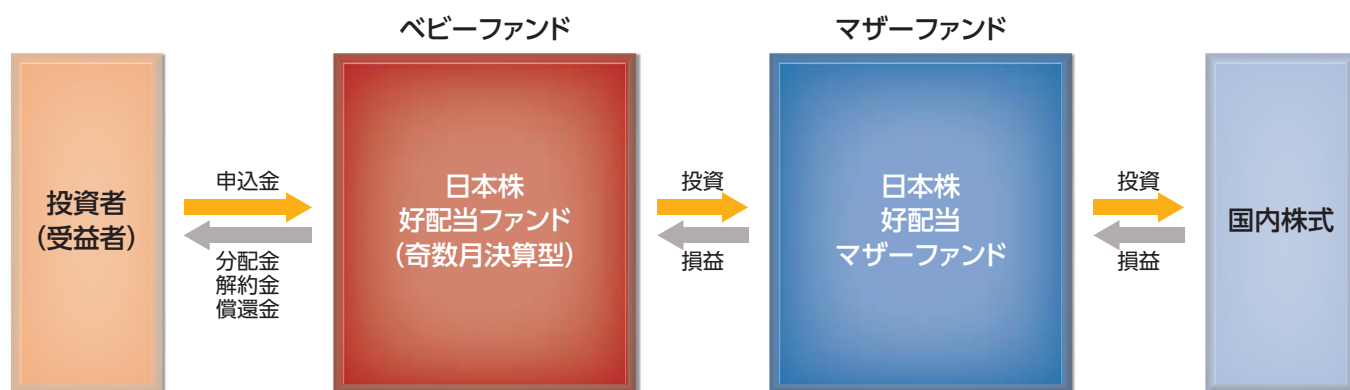 ベビーファンド
マザーファンド
投資者
(受益者)
申込金
分配金
解約金
償還金
日本株
好配当ファンド
(奇数月決算型)
投資
損益
日本株
好配当
マザーファンド
投資
損益
国内株式